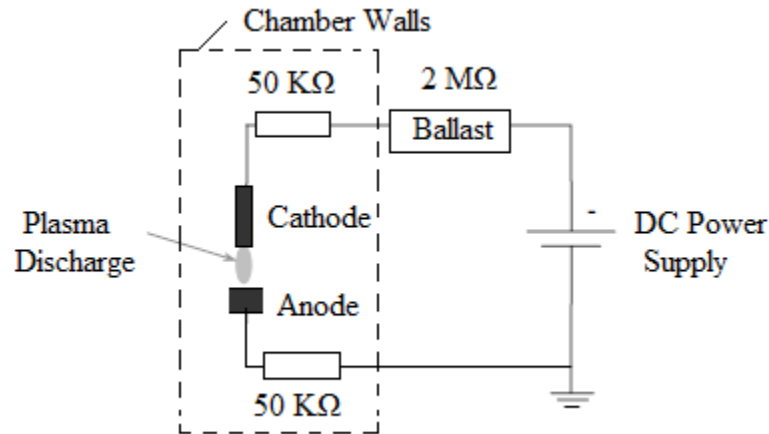 Chamber Walls
50 KΩ
2 MΩ
Ballast
Cathode
Plasma
Discharge
-
DC Power
Supply
Anode
50 KΩ